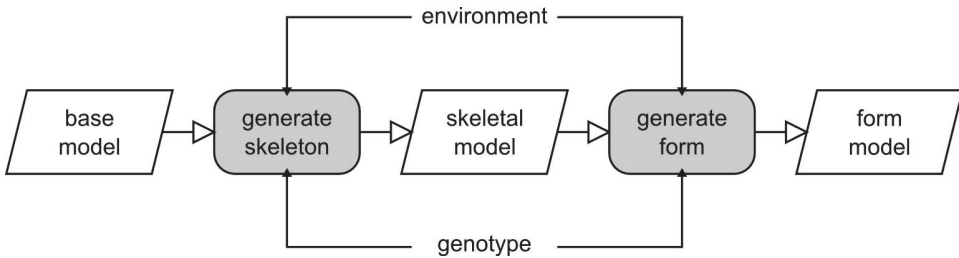 environment
base
model
generate
skeleton
skeletal
model
generate
form
form
model
genotype